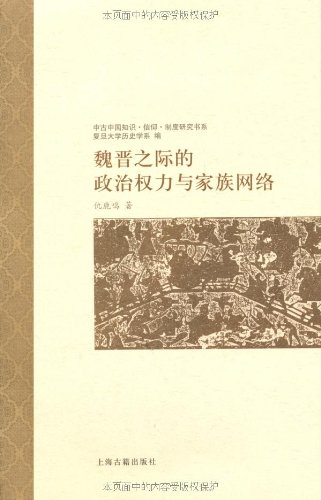 本页面中的内容受版权保护
中古中国知识·信仰·制度研究书系
复旦大学历史学系 编
魏晋之际的
政治权力与家族网络
仇鹿鸣 著
上海古籍出版社
本页面中的内容受版权保护